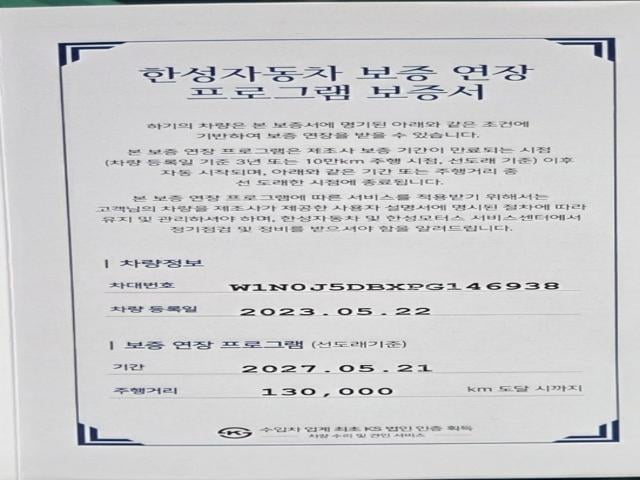 한성자동차 보증 연장
프로그램 보증서
하기의 차량은 본 보증서에 명기된 아래와 같은 조건에
기반하여 보증 연장을 받을 수 있습니다.
본 보증 연장 프로그램은 제조사 보증 기간이 만료되는 시점
(차량 등록일 기준 3년 또는 10만km 주행 시점, 선도래 기준) 이후
자동 시작되며, 아래와 같은 기간 또는 주행거리 중
선 도래한 시점에 종료됩니다.
본 보증 연장 프로그램에 따른 서비스를 적용받기 위해서는
고객님의 차량을 제조사가 제공한 사용자 설명서에 명시된 절차에 따라
유지 및 관리하셔야 하며, 한성자동차 및 한성모터스 서비스센터에서
정기점검 및 정비를 받으셔야 함을 알려드립니다.
차량정보
차대번호 W1N0J5DBXPG146938
차량 등록일 2023.05.22
보증 연장 프로그램 (선도래기준)
기간 2027.05.21
주행거리 130,000 km 도달 시까지
수입차 업계 최초 KS 법인 인증 획득
차량 수리 및 견인 서비스